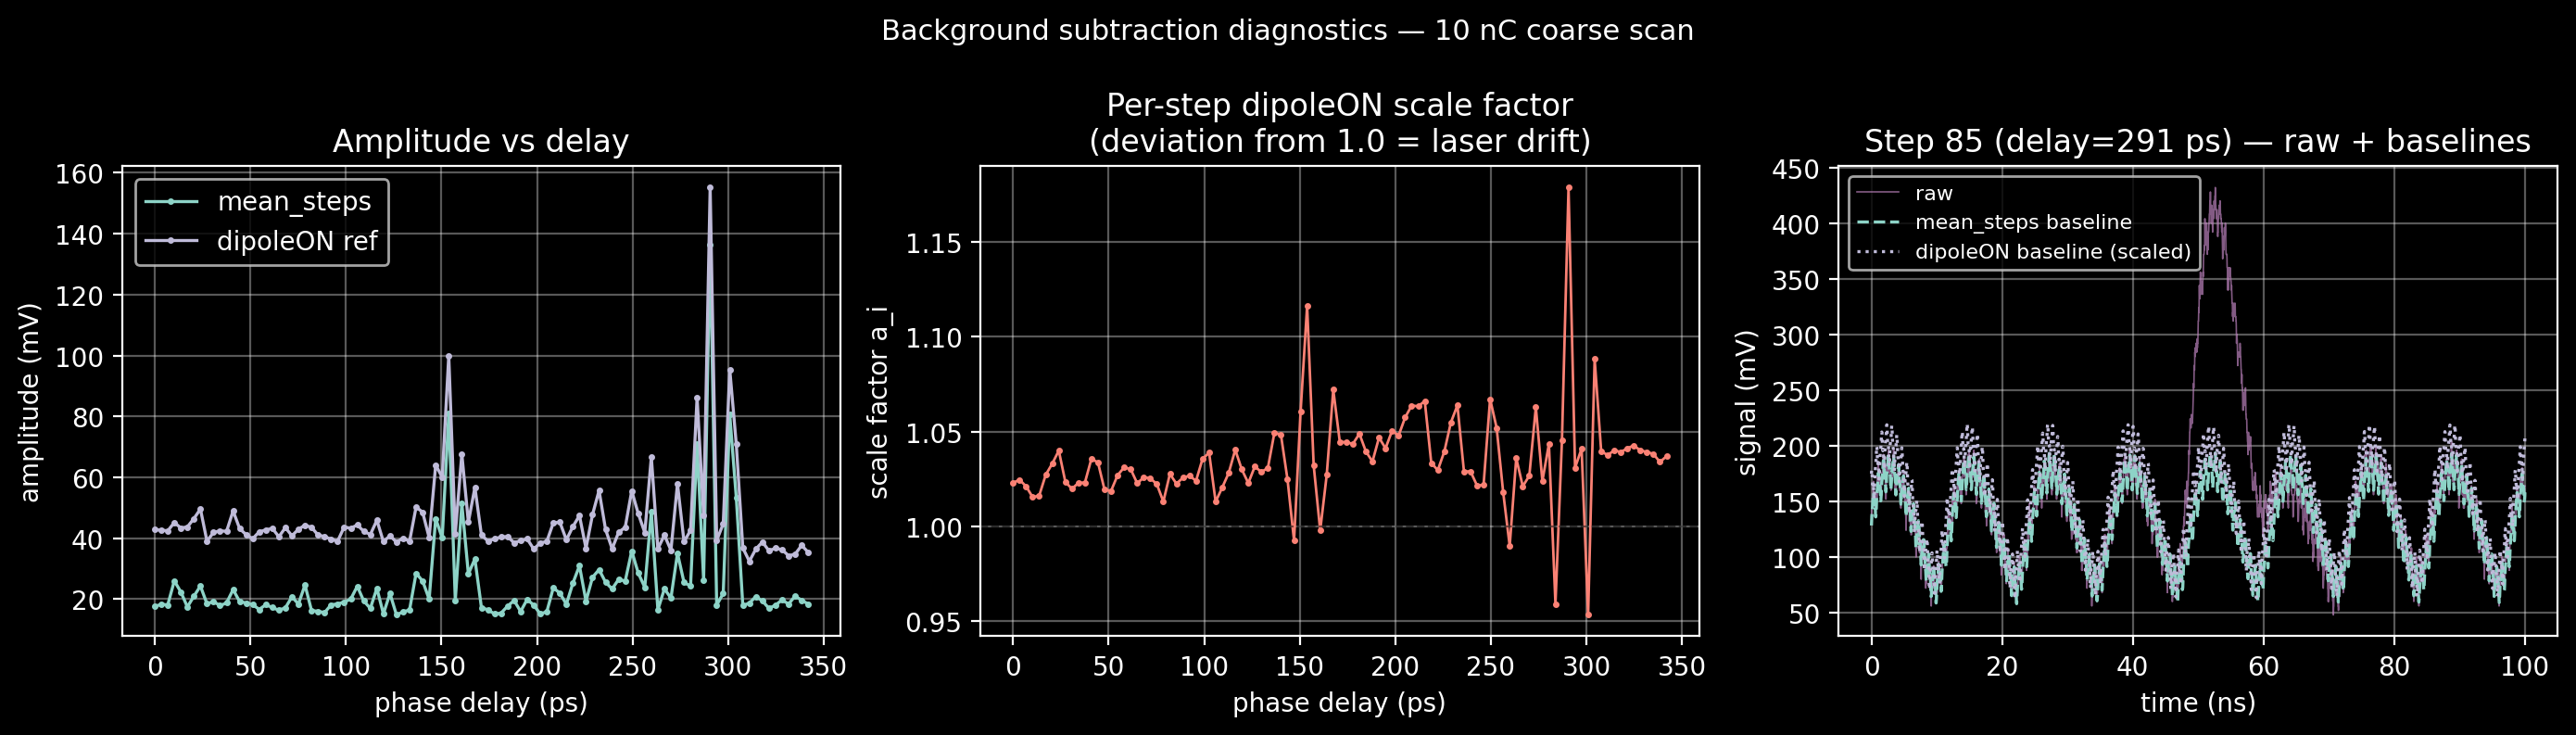 Background subtraction diagnostics — 10 nC coarse scan
Amplitude vs delay
160
140
120
100
80
60
40
20
amplitude (mV)
mean_steps
dipoleON ref
0
50
100
150
200
250
300
350
phase delay (ps)
Per-step dipoleON scale factor
(deviation from 1.0 = laser drift)
1.15
1.10
1.05
1.00
0.95
scale factor a_i
0
50
100
150
200
250
300
350
phase delay (ps)
Step 85 (delay=291 ps) — raw + baselines
450
400
350
300
250
200
150
100
50
signal (mV)
raw
mean_steps baseline
dipoleON baseline (scaled)
0
20
40
60
80
100
time (ns)